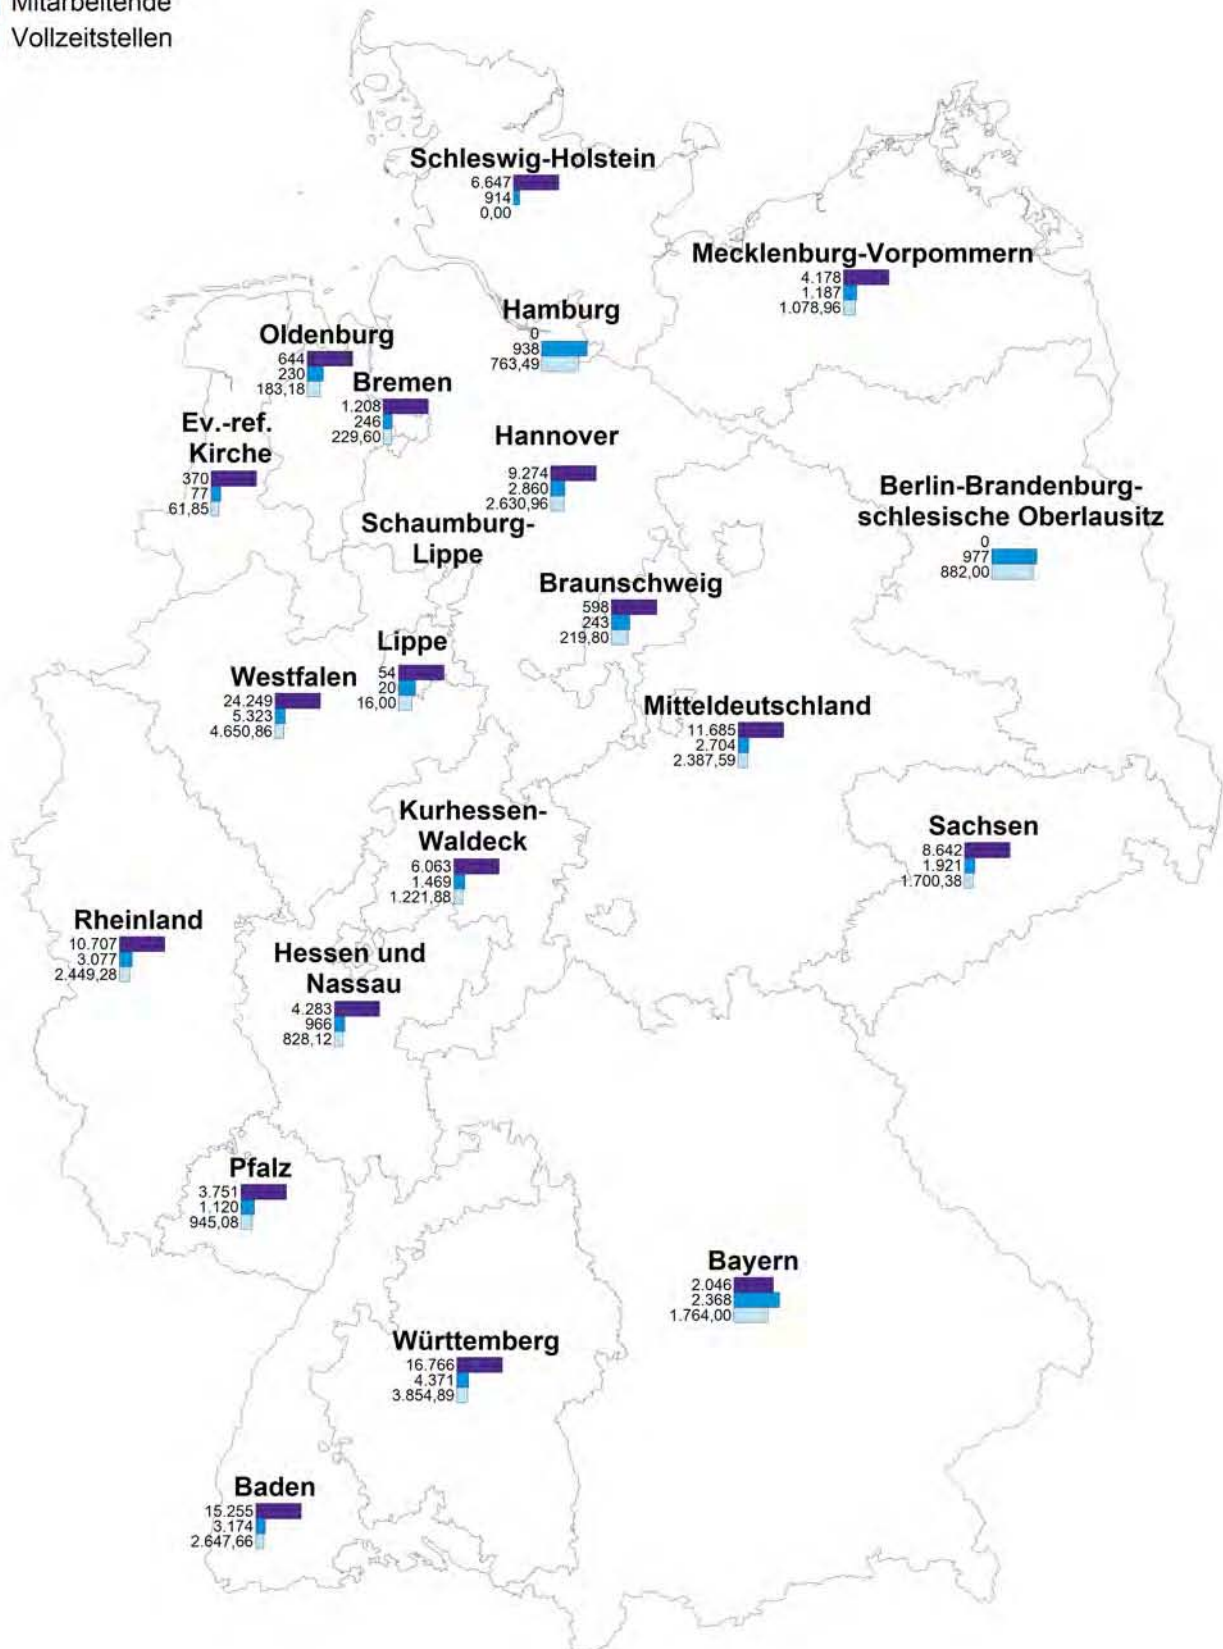 Mitarbeitende
Vollzeitstellen
Schleswig-Holstein
6.647
914
0,00
Mecklenburg-Vorpommern
4.178
1.187
1.078,96
Hamburg
0
938
763,49
Oldenburg
644
230
183,18
Bremen
1.208
246
229,60
Ev.-ref.
Kirche
370
77
61,85
Hannover
9.274
2.860
2.630,96
Berlin-Brandenburg-
schlesische Oberlausitz
0
977
882,00
Schaumburg-
Lippe
Braunschweig
598
243
219,80
Lippe
54
20
16,00
Westfalen
24.249
5.323
4.650,86
Mitteldeutschland
11.685
2.704
2.387,59
Kurhessen-
Waldeck
6.063
1.469
1.221,88
Sachsen
8.642
1.921
1.700,38
Rheinland
10.707
3.077
2.449,28
Hessen und
Nassau
4.283
966
828,12
Pfalz
3.751
1.120
945,08
Bayern
2.046
2.368
1.764,00
Württemberg
16.766
4.371
3.854,89
Baden
15.255
3.174
2.647,66